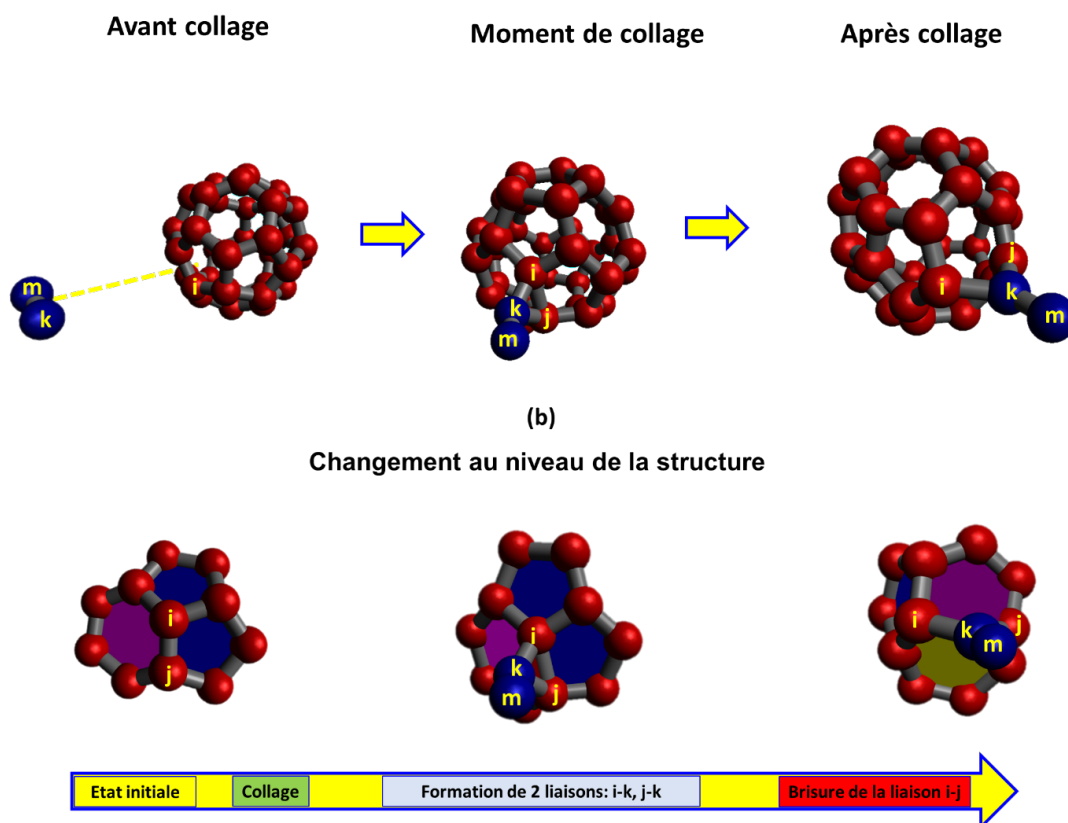 Avant collage
Moment de collage
Après collage
m
k
i
i
k
j
m
j
i
k
m
(b)
Changement au niveau de la structure
i
j
i
k
m
j
i
k
j
m
Etat initiale
Collage
Formation de 2 liaisons: i-k, j-k
Brisure de la liaison i-j